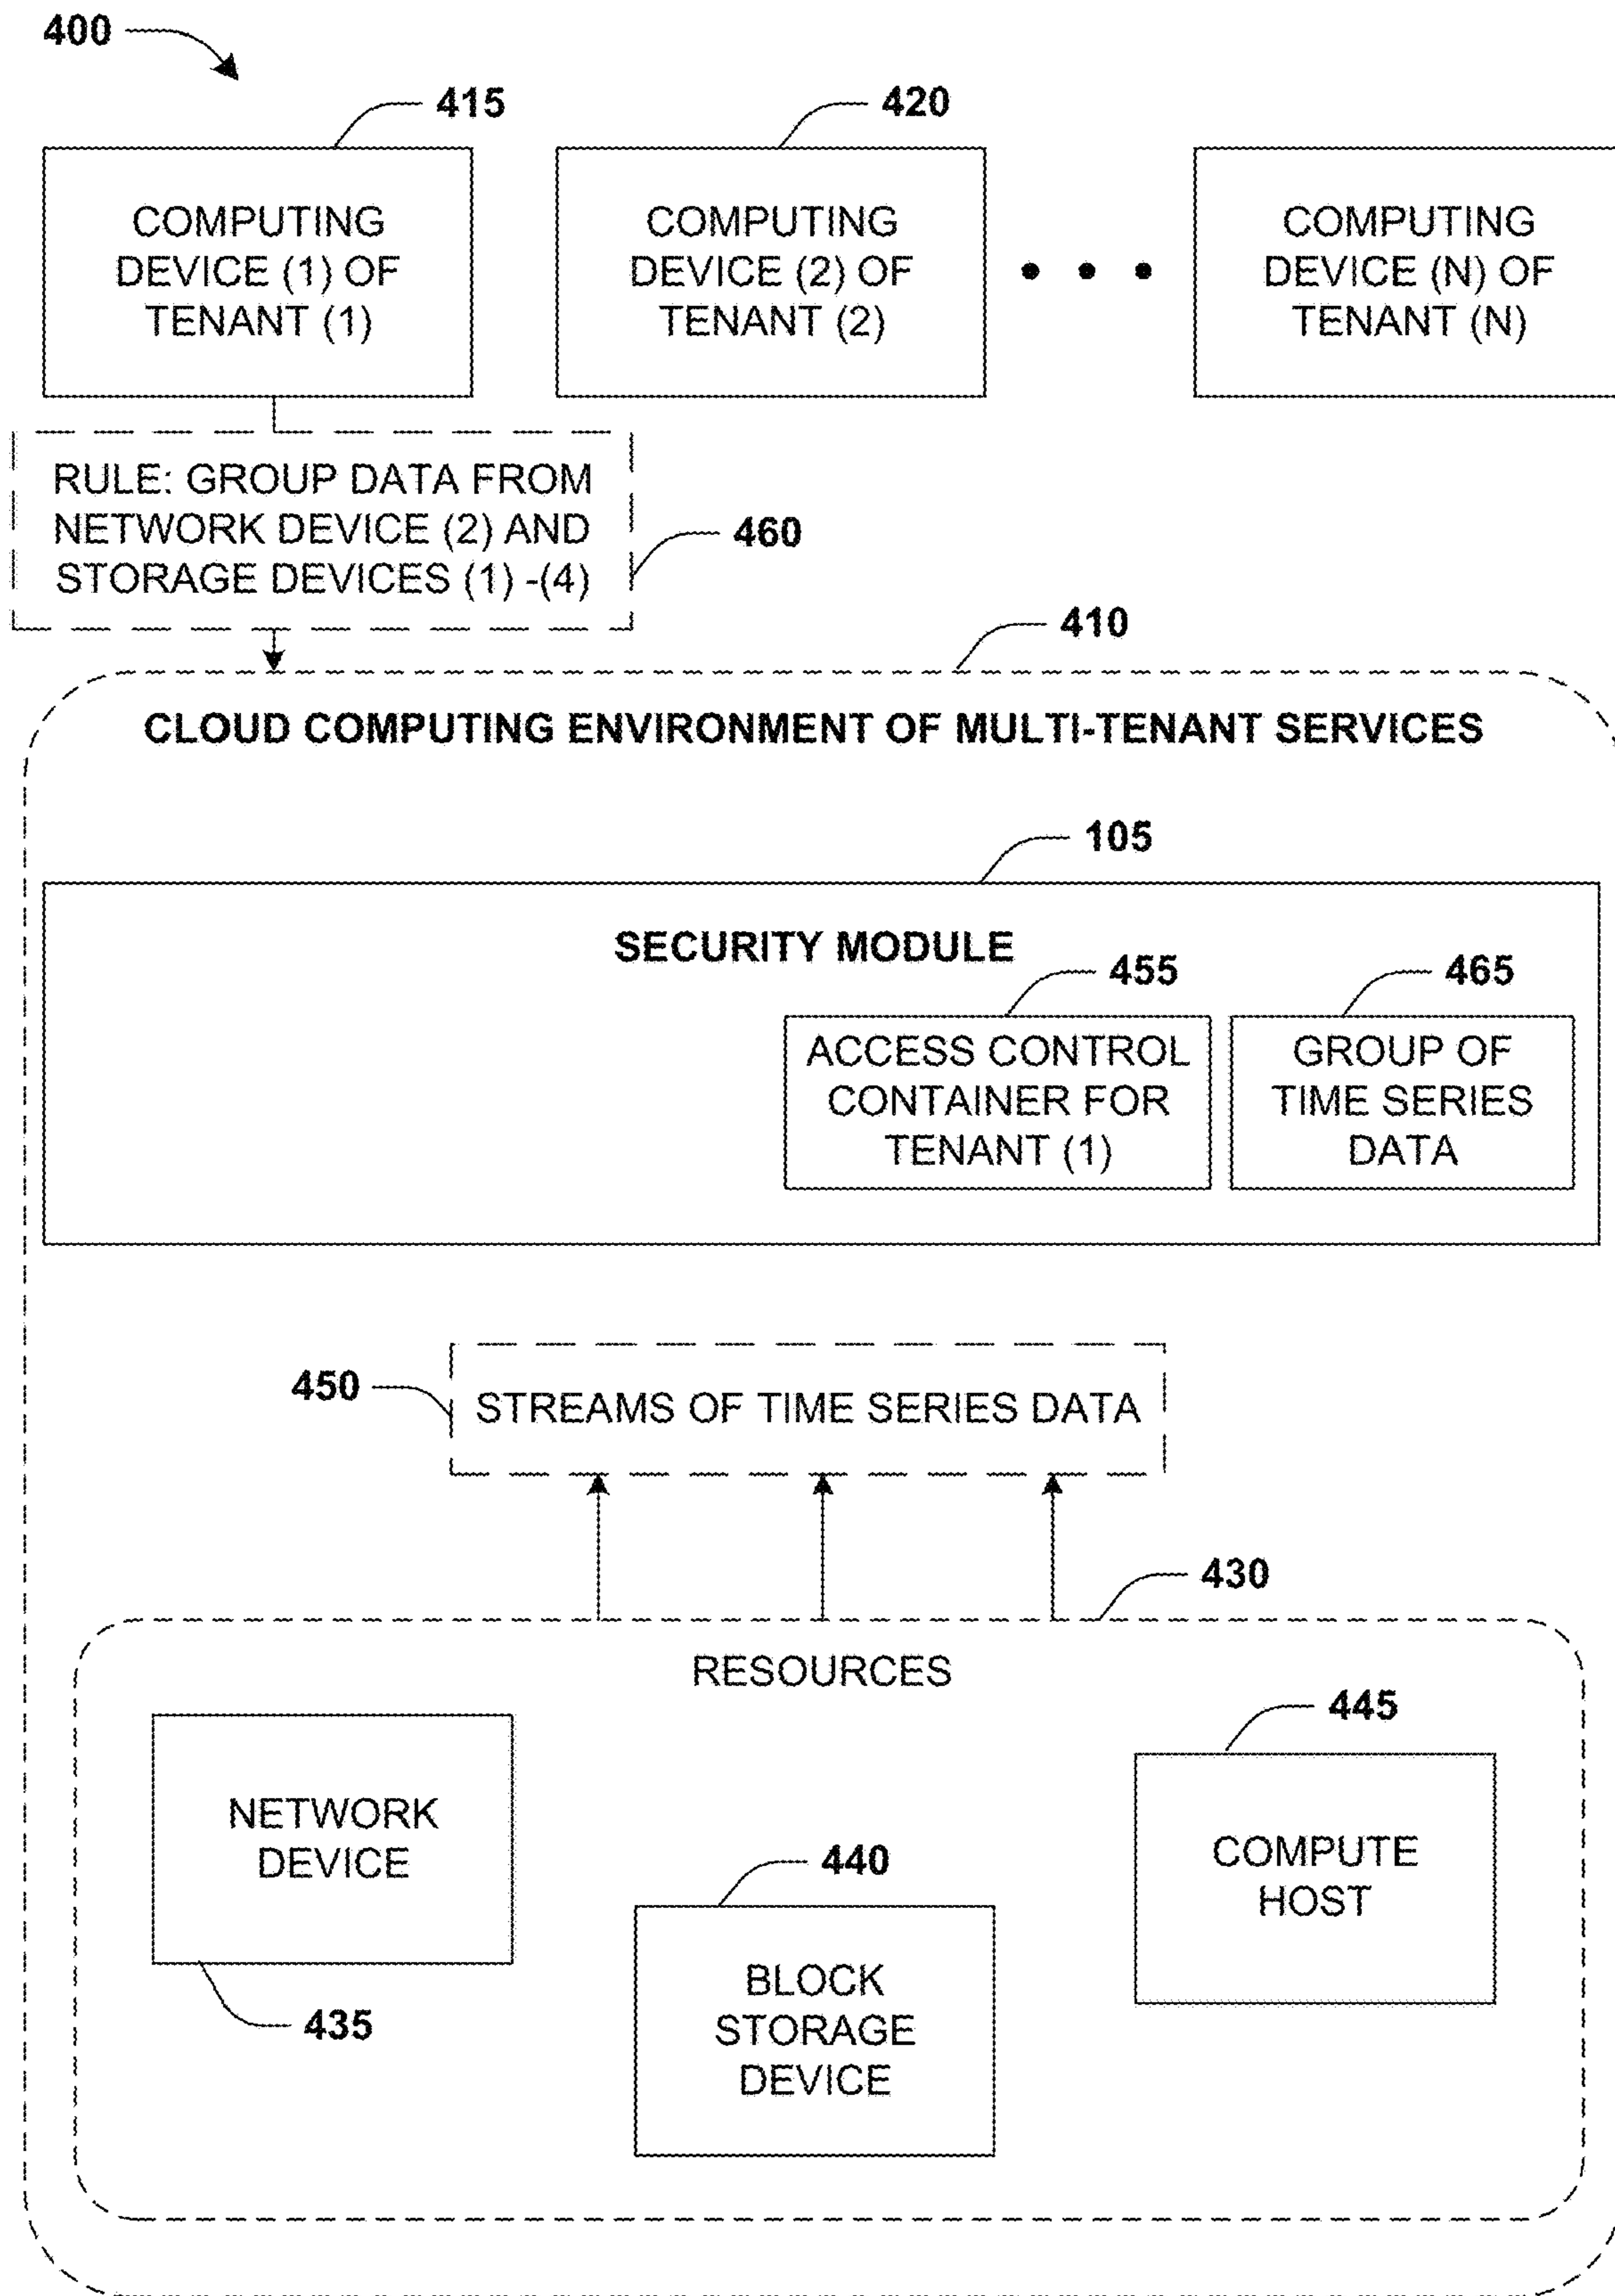 400
415
420
COMPUTING
DEVICE (1) OF
TENANT (1)
COMPUTING
DEVICE (2) OF
TENANT (2)
COMPUTING
DEVICE (N) OF
TENANT (N)
RULE: GROUP DATA FROM
NETWORK DEVICE (2) AND
STORAGE DEVICES (1) -(4)
460
410
CLOUD COMPUTING ENVIRONMENT OF MULTI-TENANT SERVICES
105
SECURITY MODULE
455
465
ACCESS CONTROL
CONTAINER FOR
TENANT (1)
GROUP OF
TIME SERIES
DATA
450
STREAMS OF TIME SERIES DATA
430
RESOURCES
445
NETWORK
DEVICE
435
440
BLOCK
STORAGE
DEVICE
COMPUTE
HOST